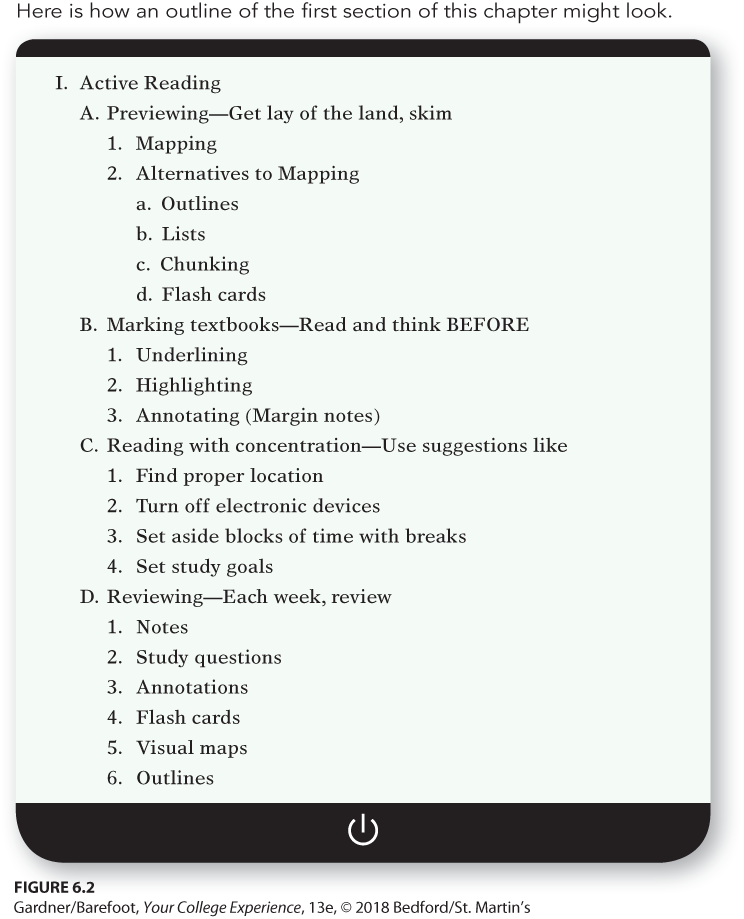 Here is how an outline of the first section of this chapter might look.
I. Active Reading
A. Previewing—Get lay of the land, skim
1. Mapping
2. Alternatives to Mapping
a. Outlines
b. Lists
c. Chunking
d. Flash cards
B. Marking textbooks—Read and think BEFORE
1. Underlining
2. Highlighting
3. Annotating (Margin notes)
C. Reading with concentration—Use suggestions like
1. Find proper location
2. Turn off electronic devices
3. Set aside blocks of time with breaks
4. Set study goals
D. Reviewing—Each week, review
1. Notes
2. Study questions
3. Annotations
4. Flash cards
5. Visual maps
6. Outlines
FIGURE 6.2
Gardner/Barefoot, Your College Experience, 13e, © 2018 Bedford/St. Martin's